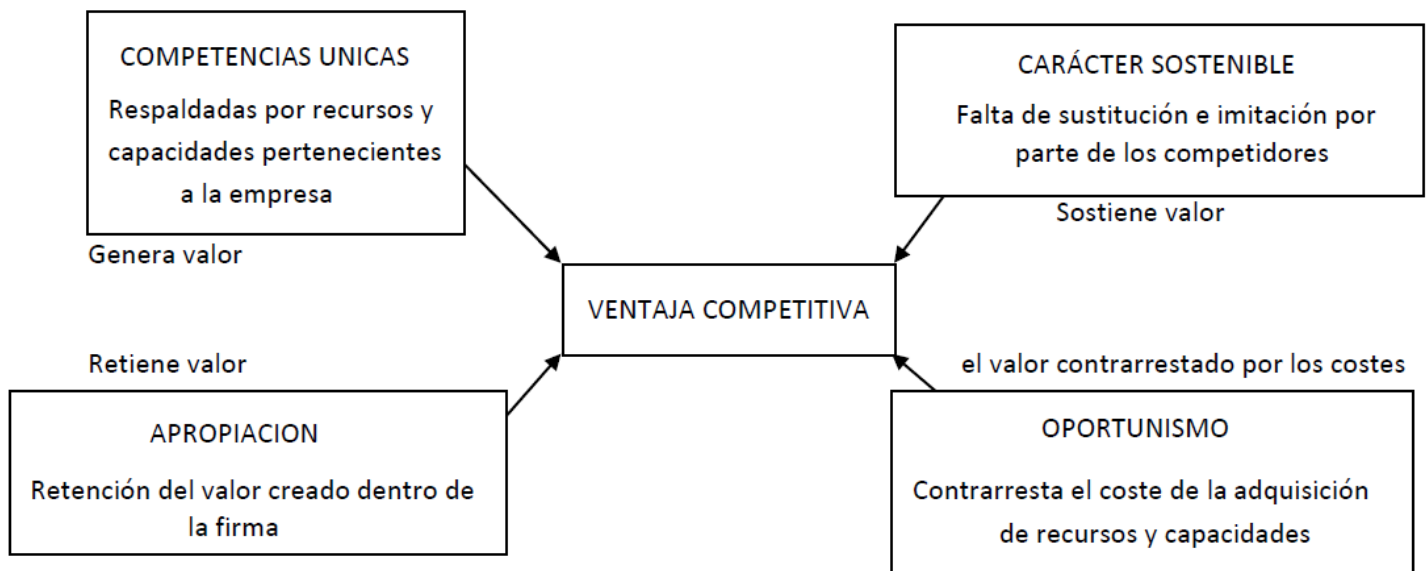 COMPETENCIAS UNICAS
Respaldadas por recursos y
capacidades pertenecientes
a la empresa
Genera valor
CARÁCTER SOSTENIBLE
Falta de sustitución e imitación por
parte de los competidores
Sostiene valor
VENTAJA COMPETITIVA
Retiene valor
APROPIACION
Retención del valor creado dentro de
la firma
el valor contrarrestado por los costes
OPORTUNISMO
Contrarresta el coste de la adquisición
de recursos y capacidades